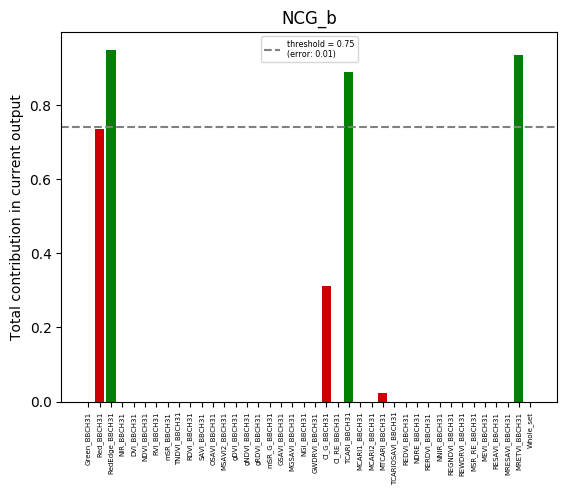 NCG_b
threshold = 0.75
(error: 0.01)
Total contribution in current output
0.8
0.6
0.4
0.2
0.0
Green_BBCH31
Red_BBCH31
RedEdge_BBCH31
NIR_BBCH31
DVI_BBCH31
NDVI_BBCH31
RVI_BBCH31
mSR_BBCH31
TNDVI_BBCH31
RDVI_BBCH31
SAVI_BBCH31
OSAVI_BBCH31
MSAVI2_BBCH31
gDVI_BBCH31
gNDVI_BBCH31
gRDVI_BBCH31
mSR_G_BBCH31
GSAVI_BBCH31
MGSAVI_BBCH31
NGI_BBCH31
GWDRVI_BBCH31
CI_G_BBCH31
CI_RE_BBCH31
TCARI_BBCH31
MCARI1_BBCH31
MCARI2_BBCH31
MTCARI_BBCH31
TCARIOSAVI_BBCH31
REDVI_BBCH31
NDRE_BBCH31
RERDVI_BBCH31
NNIR_BBCH31
REGNDVI_BBCH31
REWDRVI_BBCH31
MSR_RE_BBCH31
MEVI_BBCH31
RESAVI_BBCH31
MRESAVI_BBCH31
MRETVI_BBCH31
Whole_set